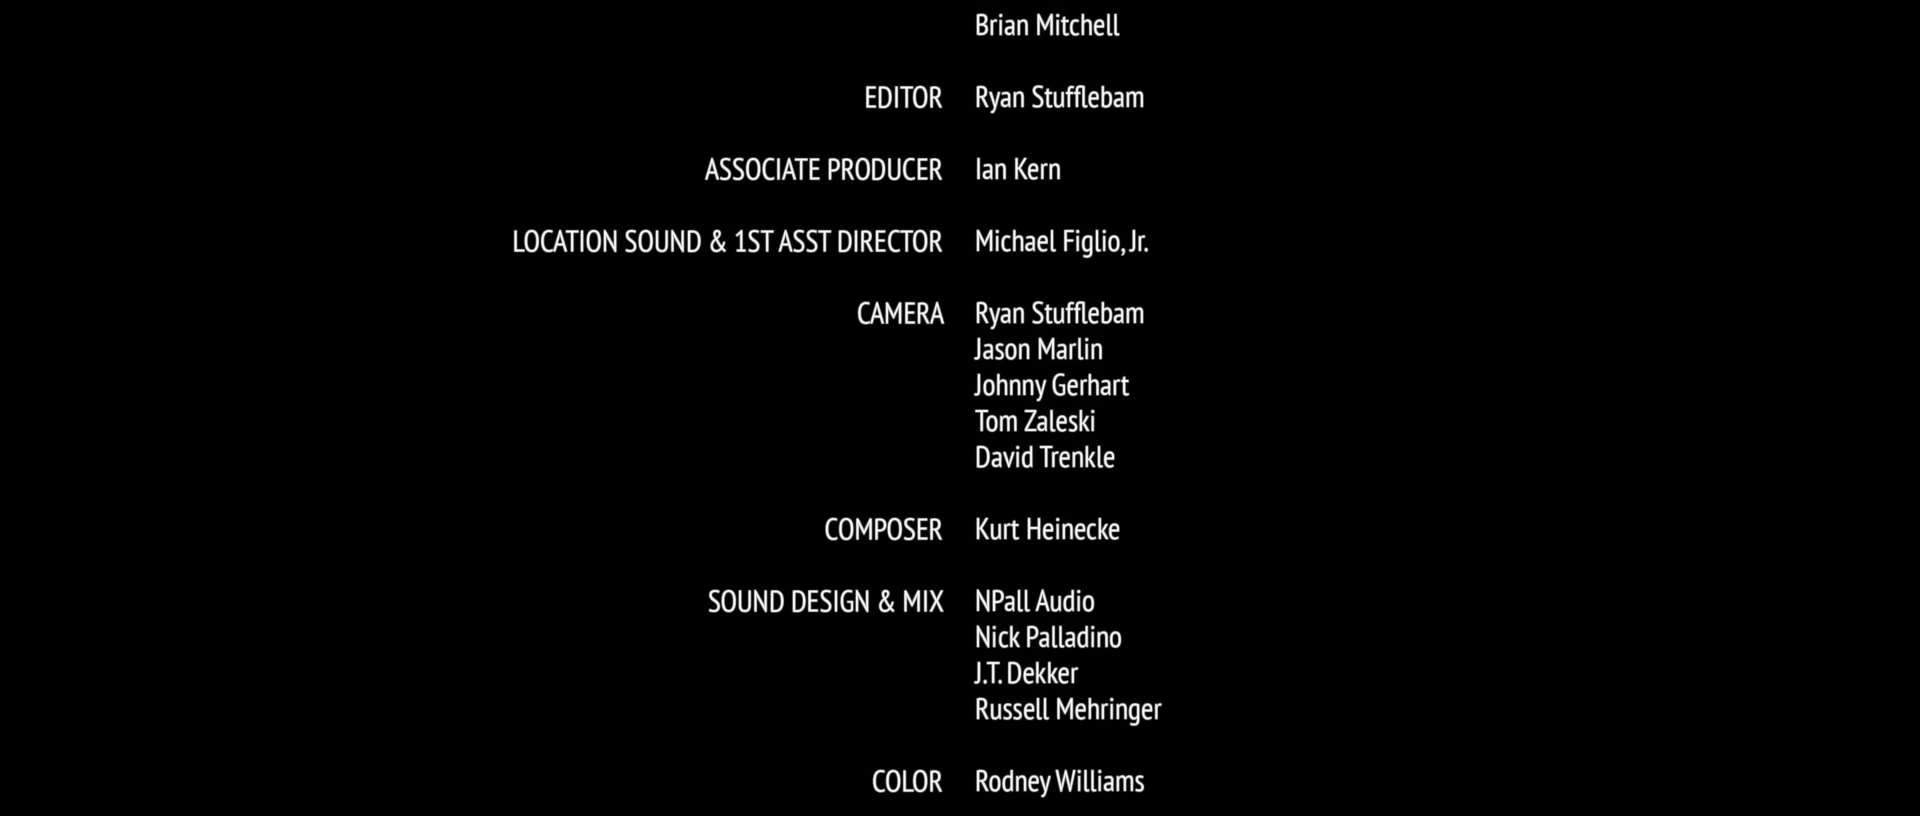 Brian Mitchell
EDITOR Ryan Stufflebam
ASSOCIATE PRODUCER Ian Kern
LOCATION SOUND & 1ST ASST DIRECTOR Michael Figlio, Jr.
CAMERA Ryan Stufflebam
Jason Marlin
Johnny Gerhart
Tom Zaleski
David Trenkle
COMPOSER Kurt Heinecke
SOUND DESIGN & MIX NPall Audio
Nick Palladino
J.T. Dekker
Russell Mehringer
COLOR Rodney Williams